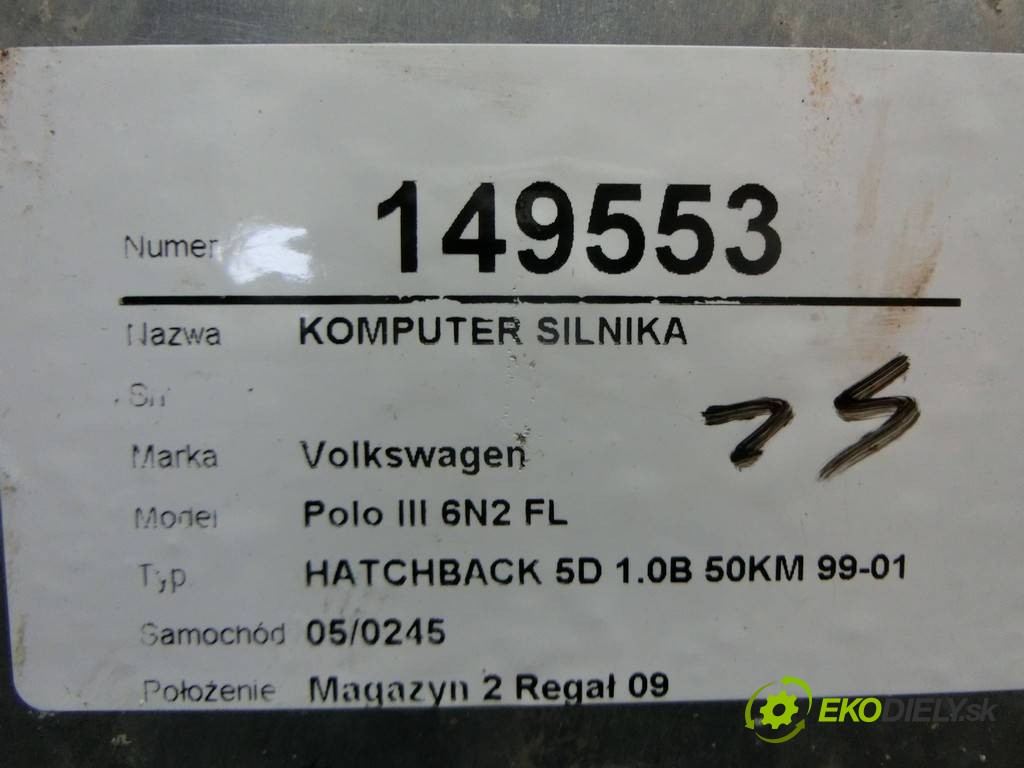 Numer 149553
Nazwa KOMPUTER SILNIKA
Marka Volkswagen
Model Polo III 6N2 FL
Typ HATCHBACK 5D 1.0B 50KM 99-01
Samochód 05/0245
Położenie Magazyn 2 Regał 09
EKODIELY.sk